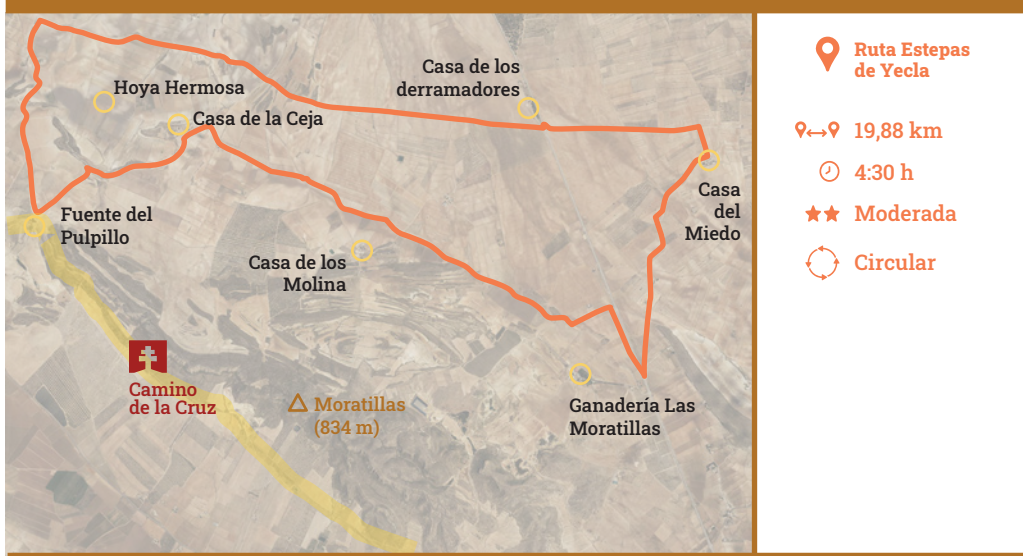 Hoya Hermosa
Casa de la Ceja
Casa de los
derramadores
Casa
del
Miedo
Fuente del
Pulpillo
Casa de los
Molina
Camino
de la Cruz
Moratillas
(834 m)
Ganadería Las
Moratillas
Ruta Estepas
de Yecla
19,88 km
4:30 h
Moderada
Circular